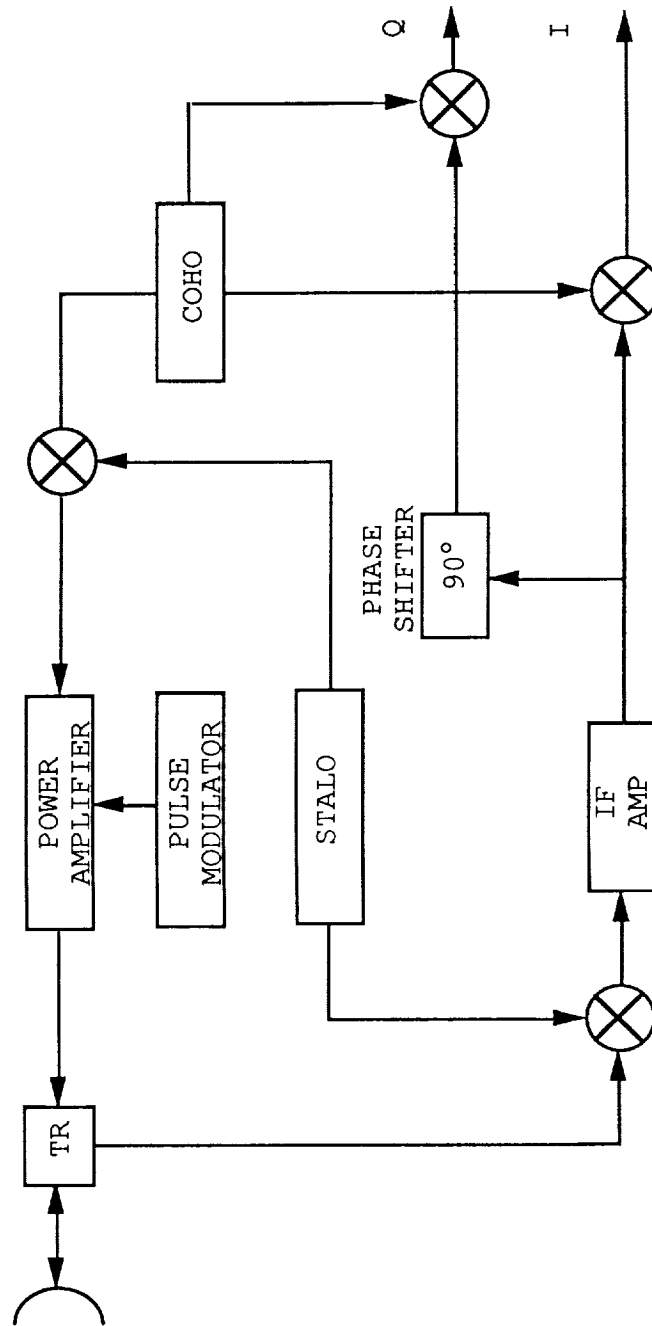 TR
POWER
AMPLIFIER
PULSE
MODULATOR
COHO
STALO
PHASE
SHIFTER
90°
IF
AMP
Q
I